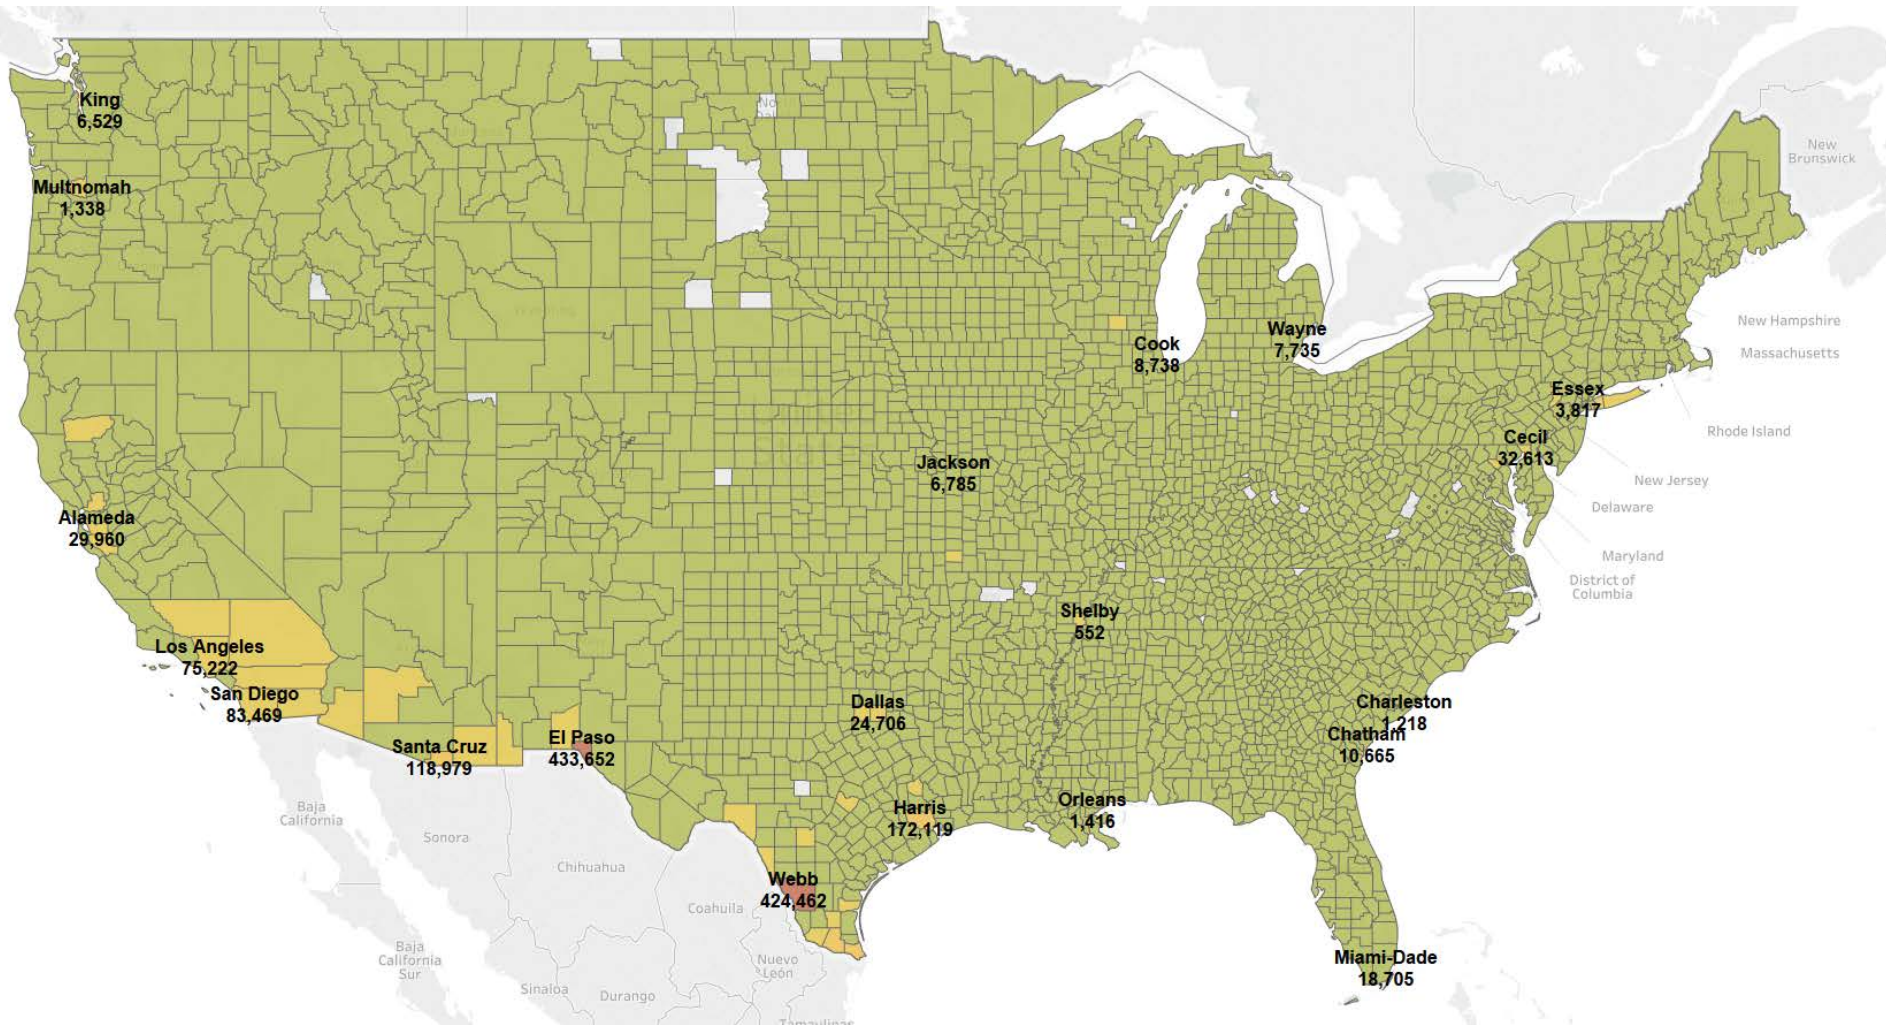 King
6,529
Multnomah
1,338
No
New
Brunswick
New Hampshire
Massachusetts
Wayne
7,735
Cook
8,738
Essex
3,817
Rhode Island
Cecil
32,613
Jackson
6,785
New Jersey
Delaware
Alameda
29,960
Maryland
District of
Columbia
Shelby
552
Los Angeles
75,222
San Diego
83,469
Dallas
24,706
Charleston
1,218
Chatham
10,665
El Paso
433,652
Santa Cruz
118,979
Baja
California
Sonora
Chihuahua
Harris
172,119
Orleans
1,416
Webb
424,462
Coahuila
Baja
California
Sur
Nuevo
León
Miami-Dade
18,705
Sinaloa
Durango
Tamaulipas